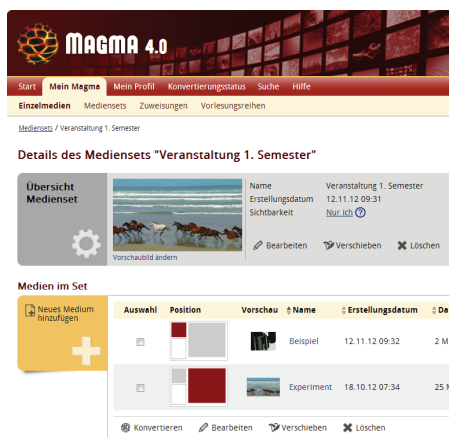 MAGMA 4.0
Start Mein Magma Mein Profil Konvertierungsstatus Suche Hilfe
Einzelmedien Mediensets Zuweisungen Vorlesungsreihen
Mediensets / Veranstaltung 1. Semester
Details des Mediensets "Veranstaltung 1. Semester"
Übersicht
Medienset
Name Veranstaltung 1. Semester
Erstellungsdatum 12.11.12 09:31
Sichtbarkeit Nur ich ?
Bearbeiten Verschieben Löschen
Vorschaubild ändern
Medien im Set
Neues Medium
hinzufügen
Auswahl Position Vorschau Name Erstellungsdatum Da
Beispiel 12.11.12 09:32 2 M
Experiment 18.10.12 07:34 25 M
Konvertieren Bearbeiten Verschieben Löschen